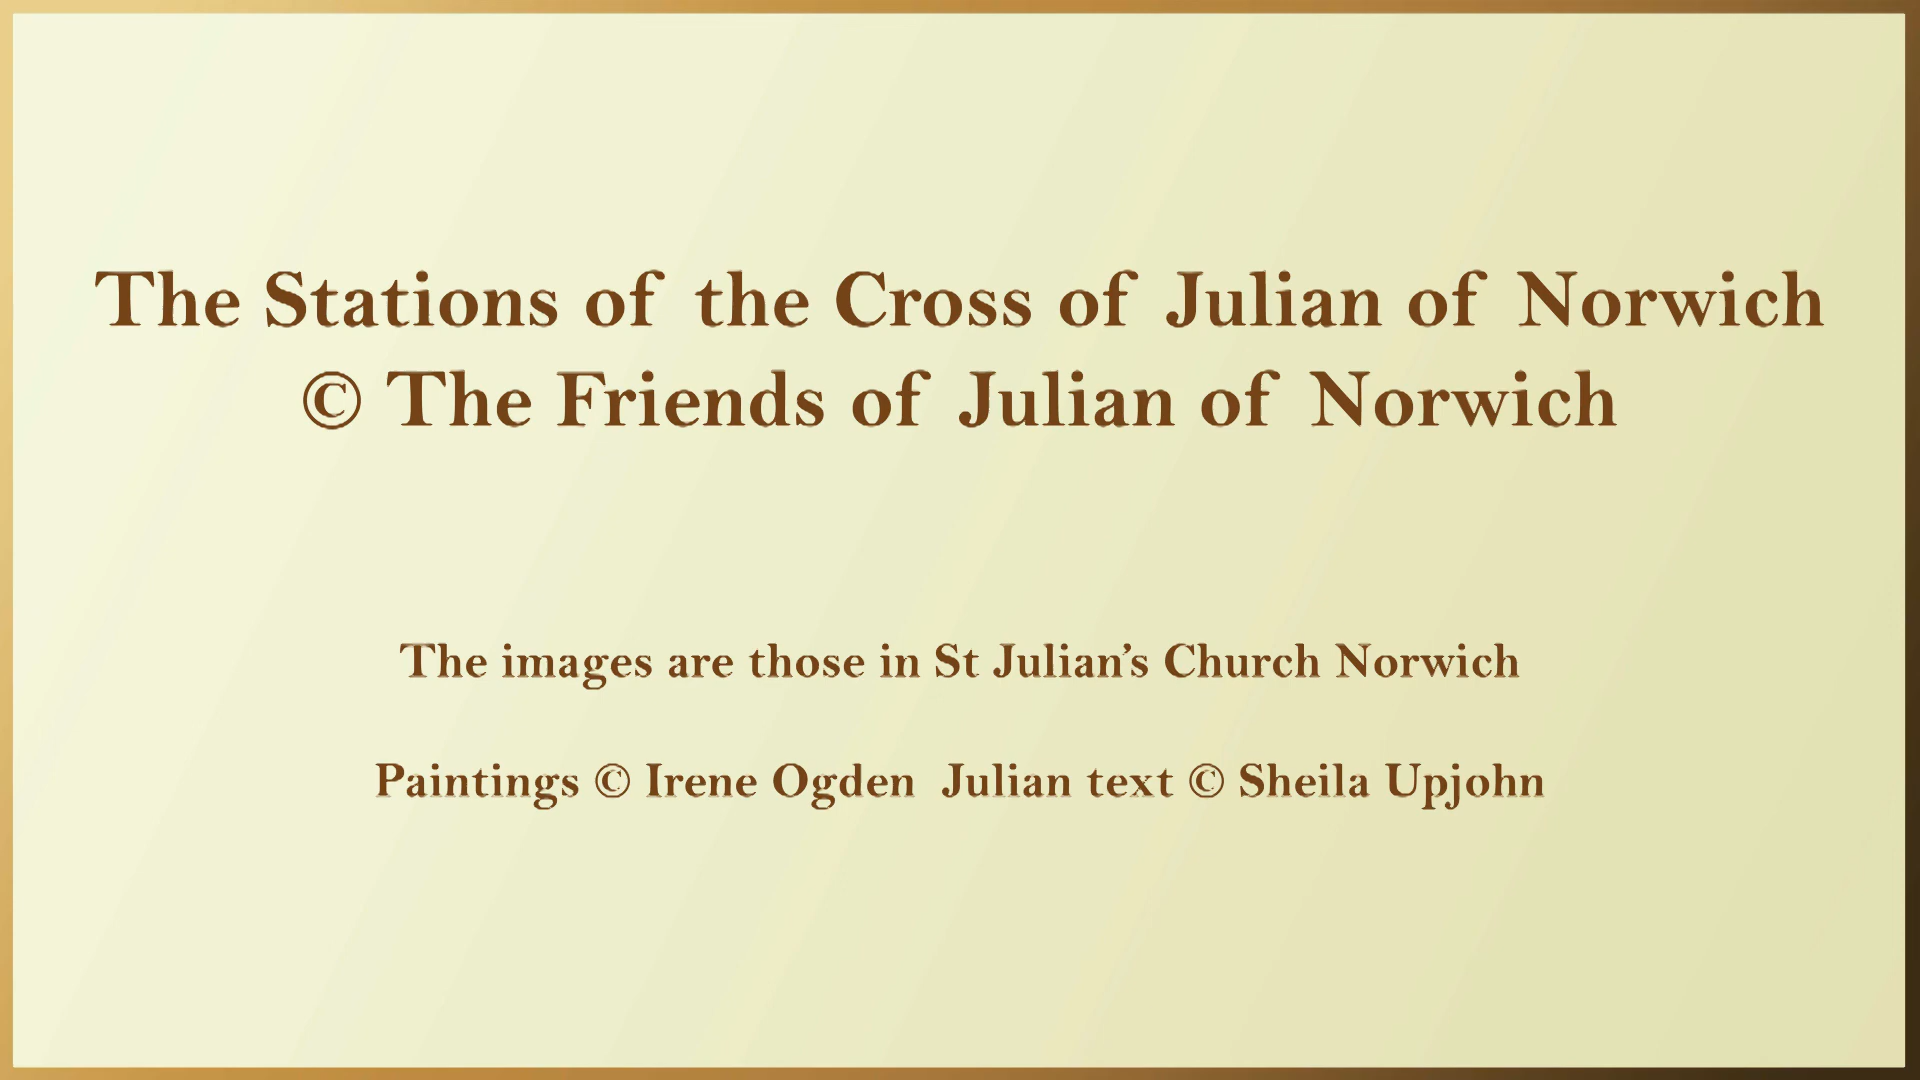 The Stations of the Cross of Julian of Norwich
© The Friends of Julian of Norwich
The images are those in St Julian’s Church Norwich
Paintings © Irene Ogden Julian text © Sheila Upjohn